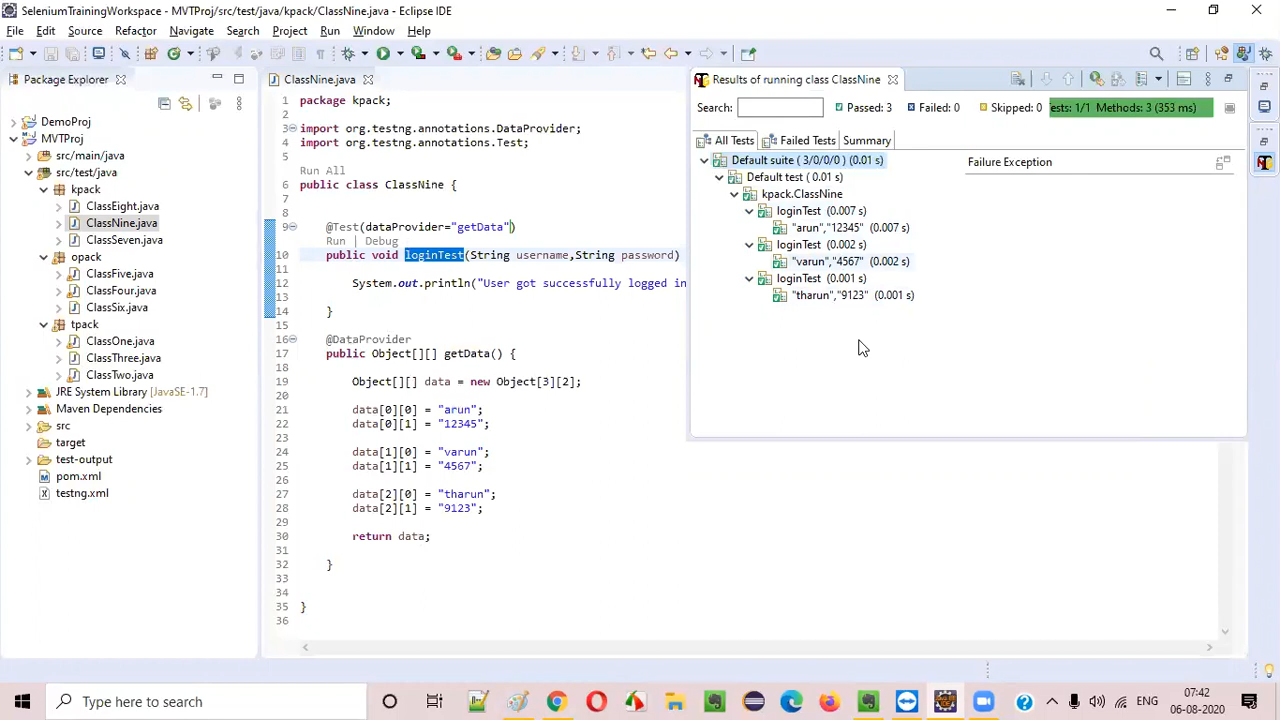 SeleniumTrainingWorkspace - MVTProj/src/test/java/kpack/ClassNine.java - Eclipse IDE
File Edit Source Refactor Navigate Search Project Run Window Help
Package Explorer
DemoProj
MVTProj
src/main/java
src/test/java
kpack
ClassEight.java
ClassNine.java
ClassSeven.java
opack
ClassFive.java
ClassFour.java
ClassSix.java
tpack
ClassOne.java
ClassThree.java
ClassTwo.java
JRE System Library [JavaSE-1.7]
Maven Dependencies
src
target
test-output
pom.xml
testng.xml
ClassNine.java
1 package kpack;
2
3 import org.testng.annotations.DataProvider;
4 import org.testng.annotations.Test;
5
Run All
6 public class ClassNine {
7
8
9 @Test(dataProvider="getData")
Run | Debug
10 public void loginTest(String username,String password)
11
12 System.out.println("User got successfully logged in
13
14 }
15
16 @DataProvider
17 public Object[][] getData() {
18
19 Object[][] data = new Object[3][2];
20
21 data[0][0] = "arun";
22 data[0][1] = "12345";
23
24 data[1][0] = "varun";
25 data[1][1] = "4567";
26
27 data[2][0] = "tharun";
28 data[2][1] = "9123";
29
30 return data;
31
32 }
33
34
35 }
36
Results of running class ClassNine
Search: Passed: 3 Failed: 0 Skipped: 0 ests: 1/1 Methods: 3 (353 ms)
All Tests Failed Tests Summary
Default suite ( 3/0/0/0 ) (0.01 s)
Default test ( 0.01 s)
kpack.ClassNine
loginTest (0.007 s)
"arun","12345" (0.007 s)
loginTest (0.002 s)
"varun","4567" (0.002 s)
loginTest (0.001 s)
"tharun","9123" (0.001 s)
Failure Exception
Type here to search
ENG
07:42
06-08-2020